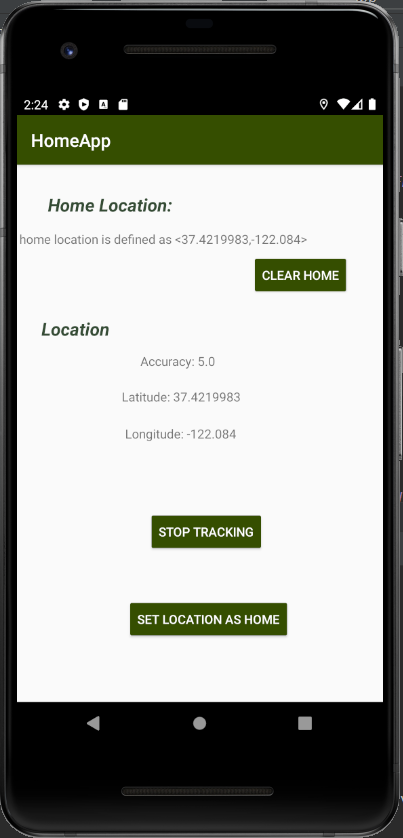 2:24
HomeApp
Home Location:
home location is defined as <37.4219983,-122.084>
CLEAR HOME
Location
Accuracy: 5.0
Latitude: 37.4219983
Longitude: -122.084
STOP TRACKING
SET LOCATION AS HOME